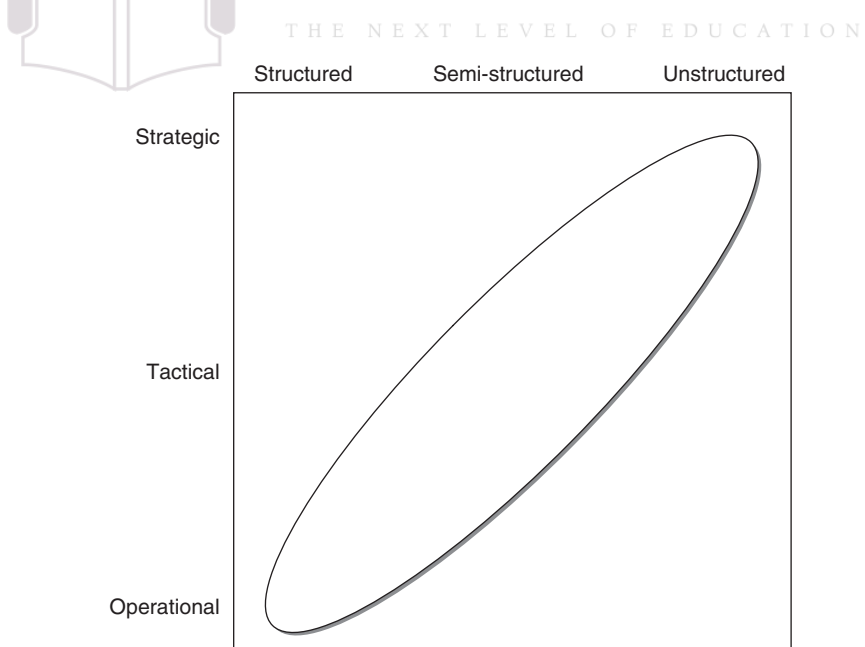 THE NEXT LEVEL OF EDUCATION
Structured Semi-structured Unstructured
Strategic
Tactical
Operational